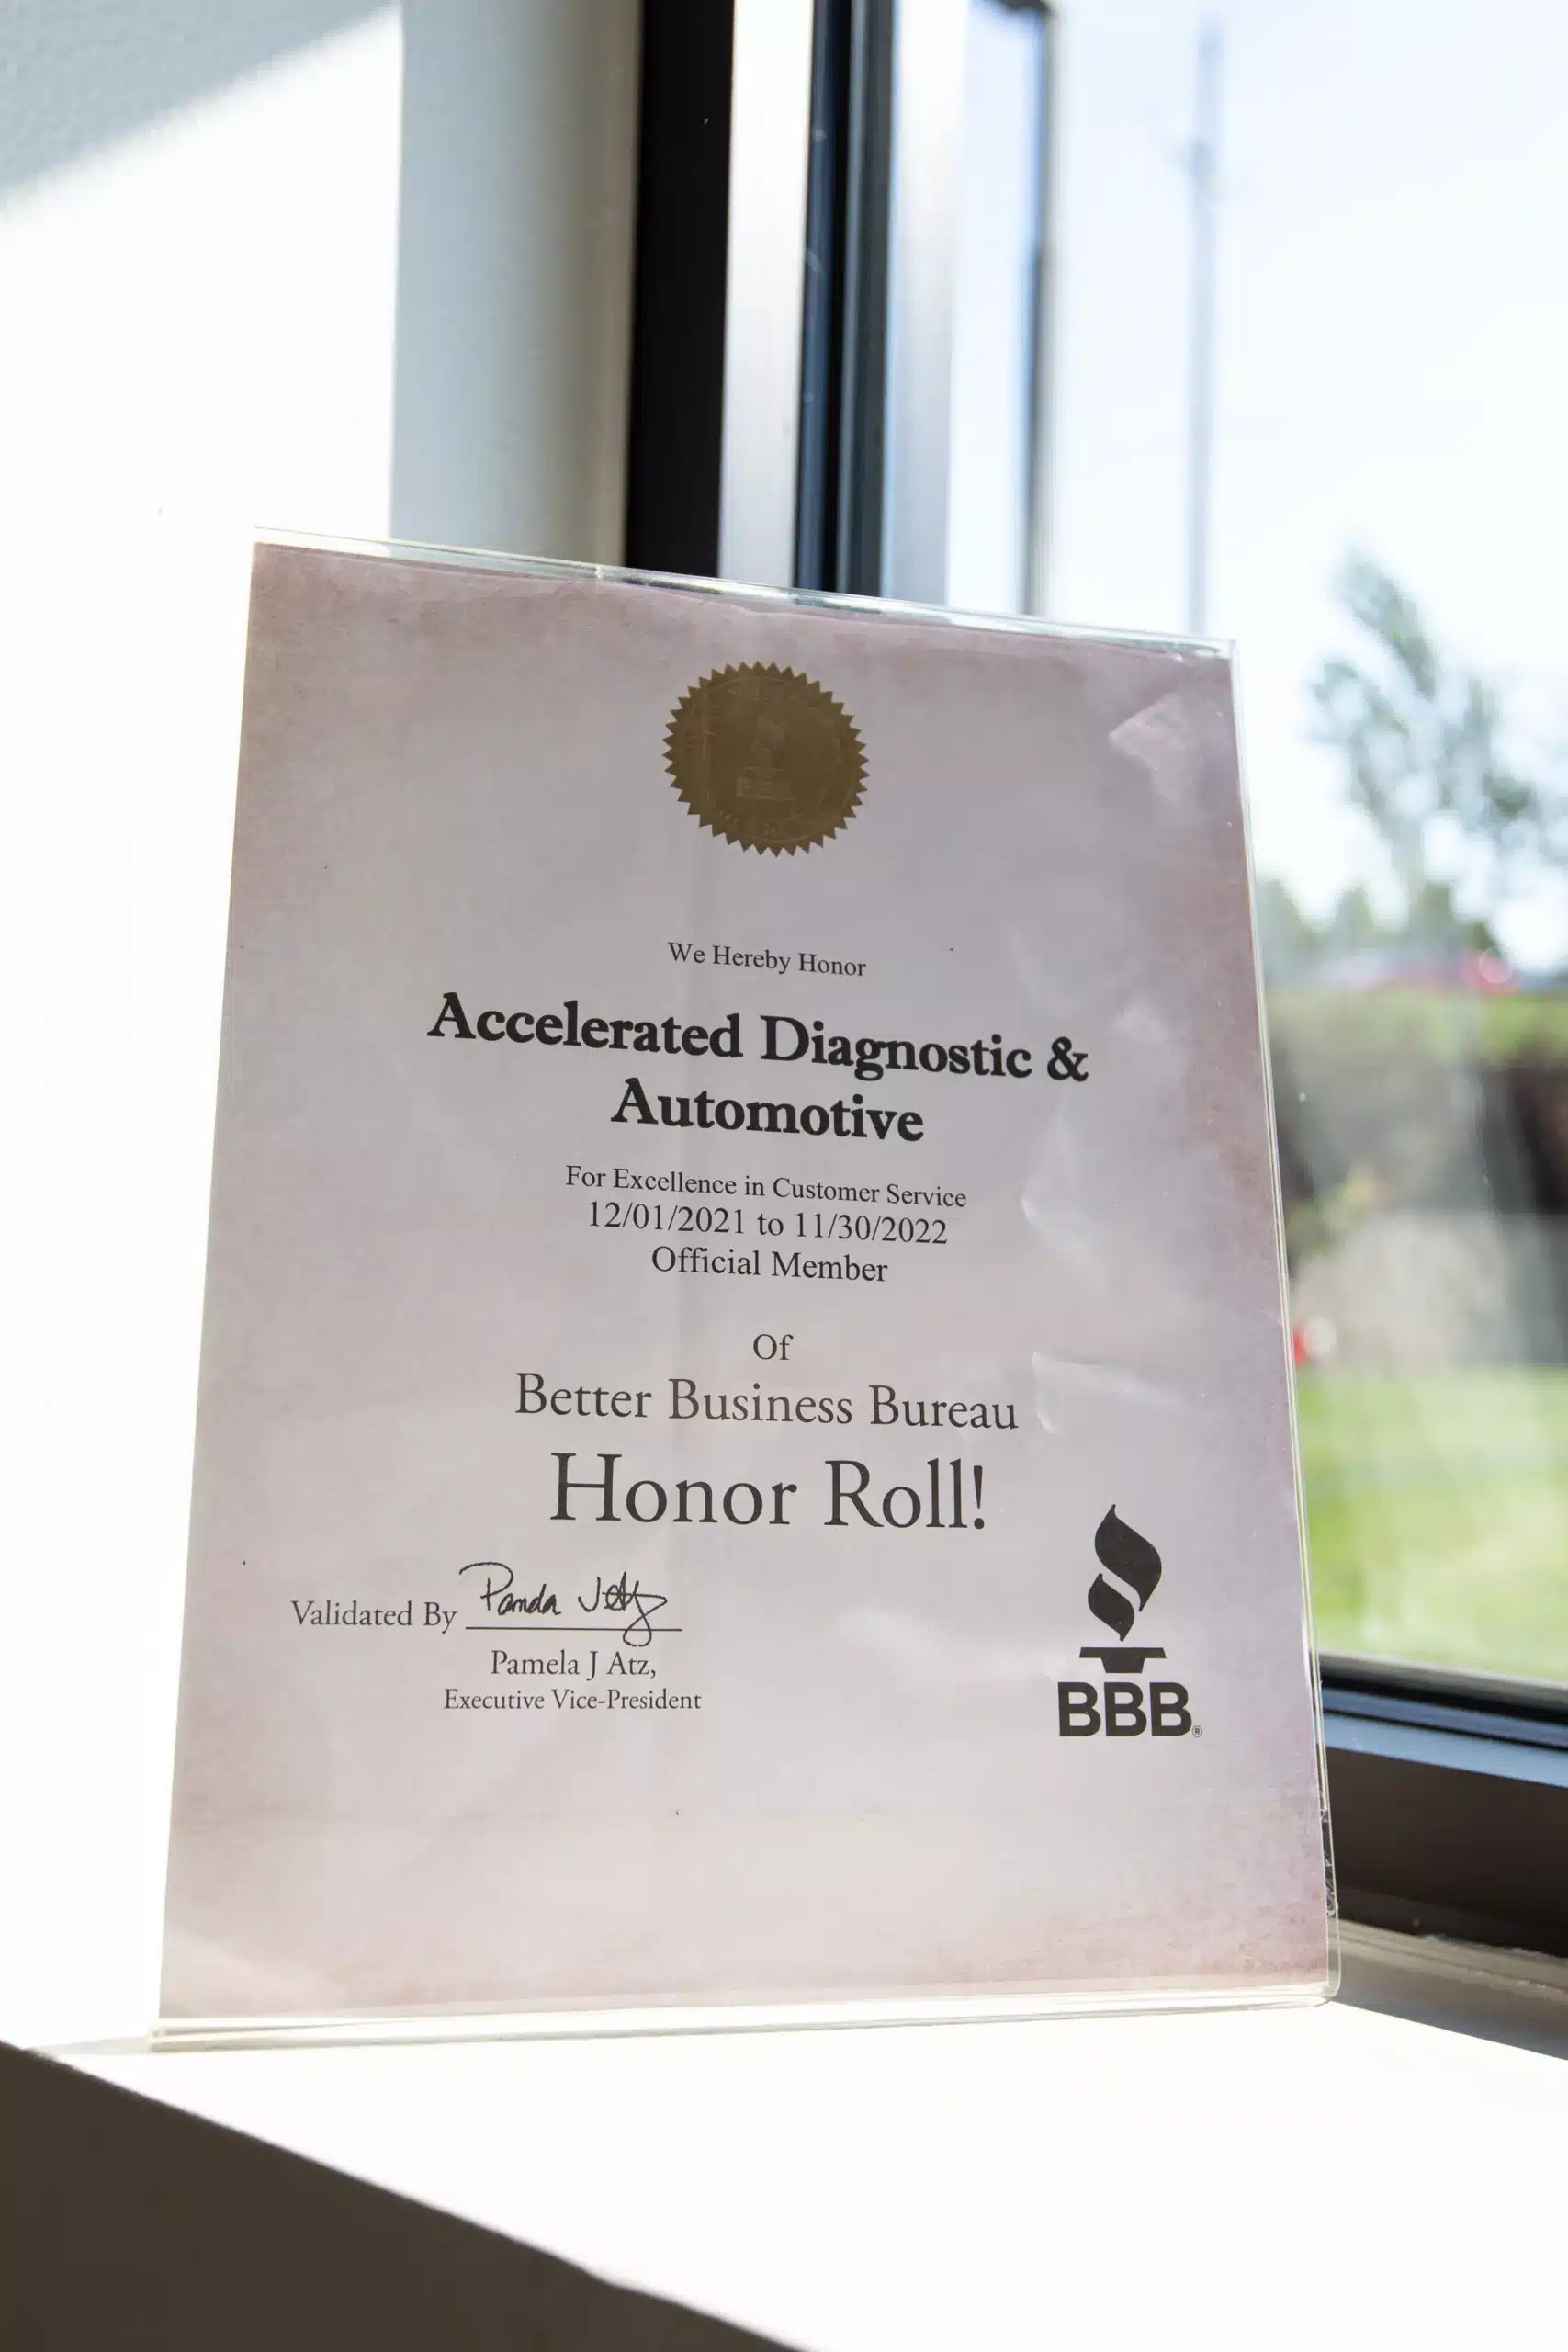 We Hereby Honor
Accelerated Diagnostic &
Automotive
For Excellence in Customer Service
12/01/2021 to 11/30/2022
Official Member
Of
Better Business Bureau
Honor Roll!
Validated By
Pamela J Atz,
Executive Vice-President
BBB®